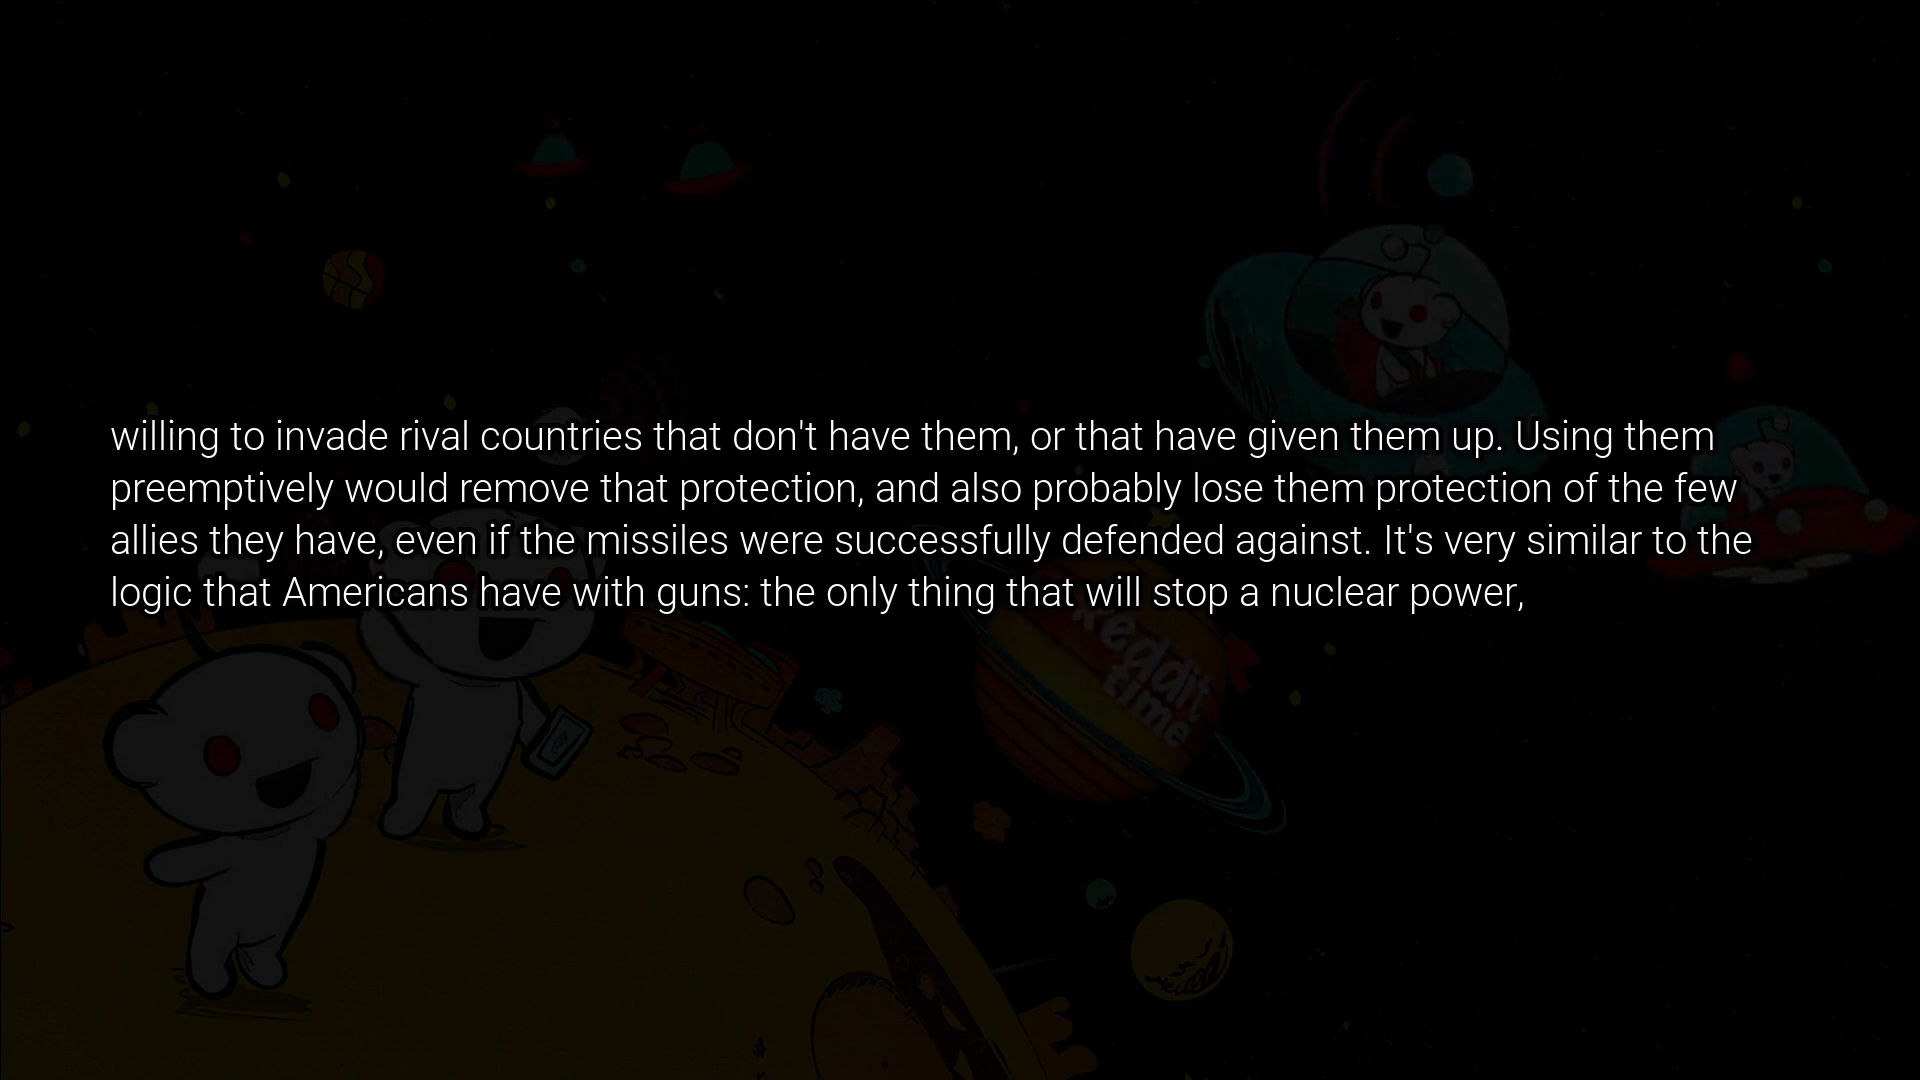 willing to invade rival countries that don't have them, or that have given them up. Using them
preemptively would remove that protection, and also probably lose them protection of the few
allies they have, even if the missiles were successfully defended against. It's very similar to the
logic that Americans have with guns: the only thing that will stop a nuclear power,
Reddit
time